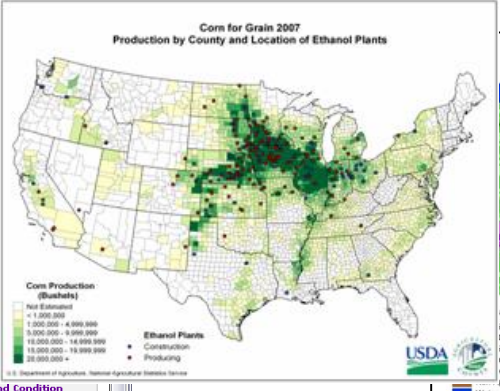 Corn for Grain 2007
Production by County and Location of Ethanol Plants
Corn Production
(Bushels)
Not Estimated
< 1,000,000
1,000,000 - 4,999,999
5,000,000 - 9,999,999
10,000,000 - 14,999,999
15,000,000 - 19,999,999
20,000,000 +
Ethanol Plants
Construction
Producing
USDA
U.S. Department of Agriculture, National Agricultural Statistics Service
nd Condition